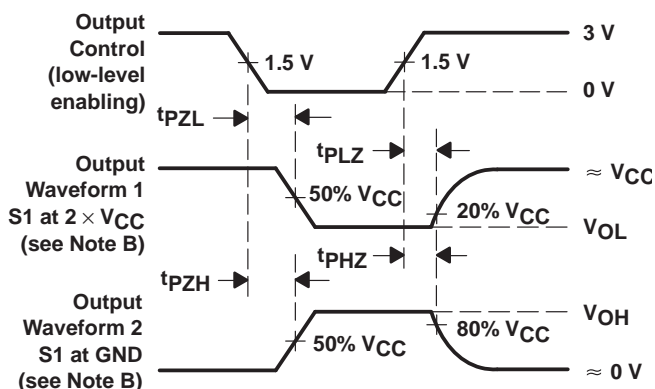 Output
Control
(low-level
enabling)
1.5 V
1.5 V
3 V
0 V
tPZL
tPLZ
Output
Waveform 1
S1 at 2 × VCC
(see Note B)
50% VCC
20% VCC
≈ VCC
VOL
tPZH
tPHZ
Output
Waveform 2
S1 at GND
(see Note B)
50% VCC
80% VCC
VOH
≈ 0 V